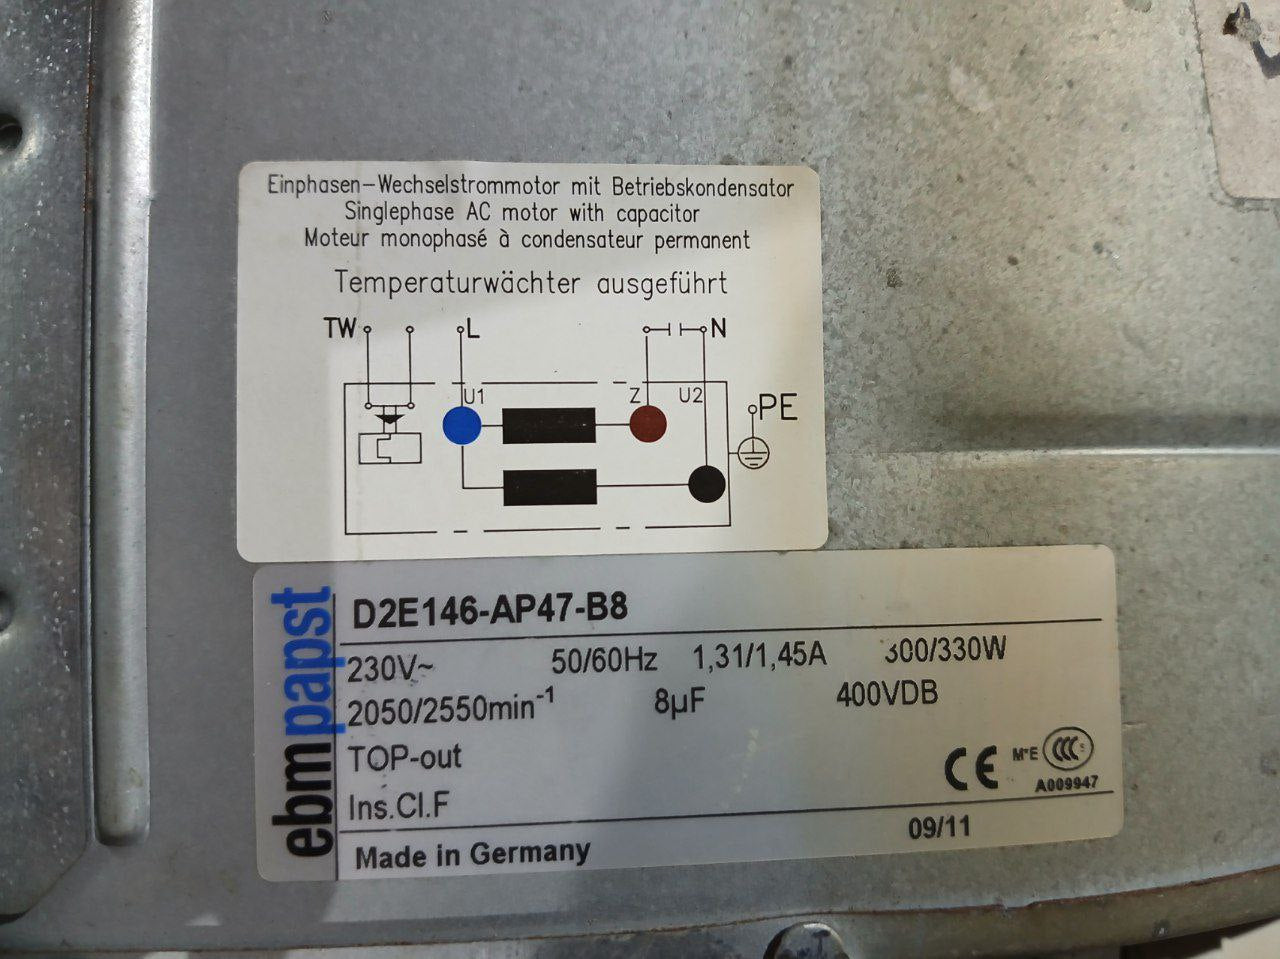 Einphasen-Wechselstrommotor mit Betriebskondensator
Singlephase AC motor with capacitor
Moteur monophasé à condensateur permanent
Temperaturwächter ausgeführt
TW L N
U1 Z U2
PE
ebmpapst
D2E146-AP47-B8
230V~ 50/60Hz 1,31/1,45A 300/330W
2050/2550min-1 8µF 400VDB
TOP-out
CE M*E CCC S
A009947
Ins.Cl.F
09/11
Made in Germany